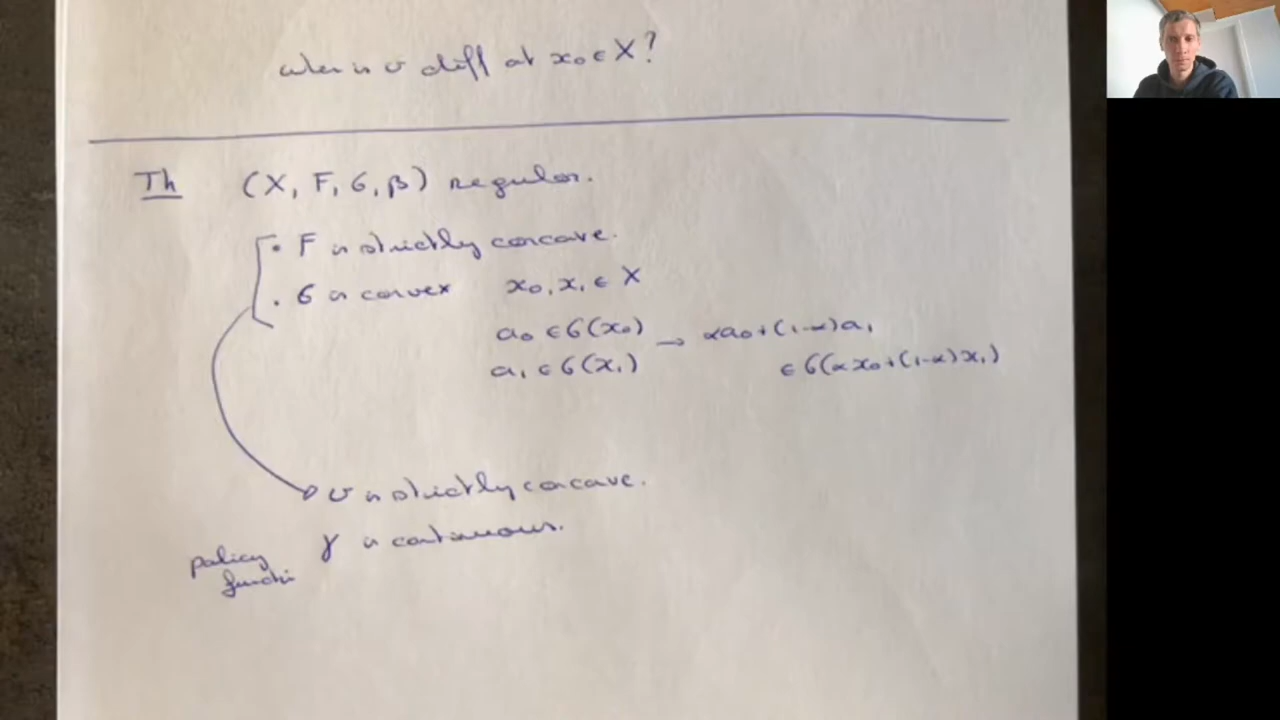 when is v diff at x₀ ∈ X?
Th (X, F, G, β) regular.
• F is strictly concave.
• G is convex x₀, x₁ ∈ X
a₀ ∈ G(x₀) → αa₀+(1-α)a₁
a₁ ∈ G(x₁) ∈ G(αx₀+(1-α)x₁)
v is strictly concave.
γ is continuous.
policy
functi